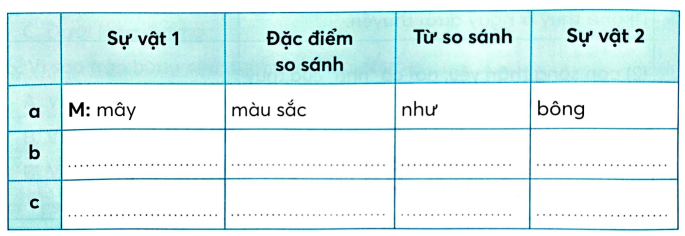 Sự vật 1 Đặc điểm so sánh Từ so sánh Sự vật 2
a M: mây màu sắc như bông
b ........................ ........................ ........................ ........................
c ........................ ........................ ........................ ........................